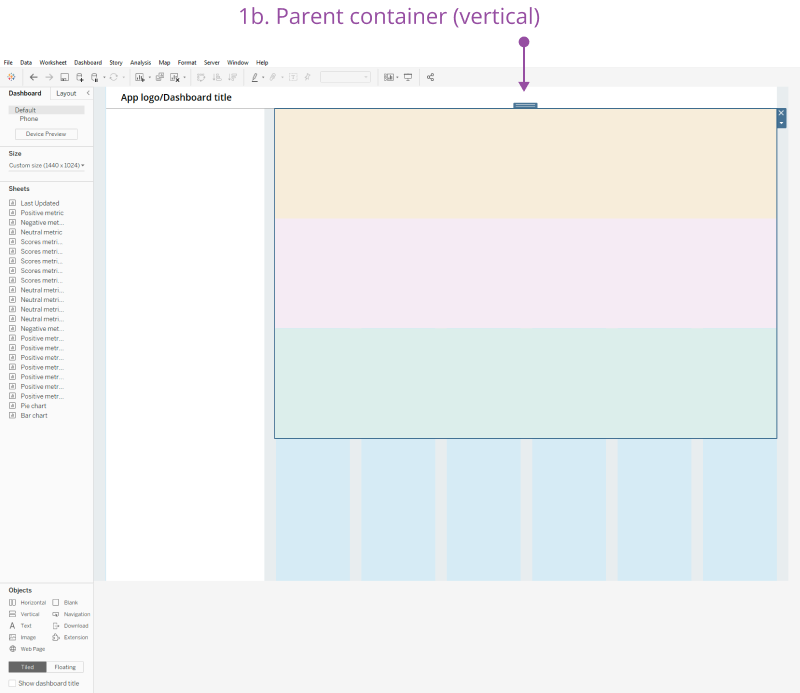 1b. Parent container (vertical)
File Data Worksheet Dashboard Story Analysis Map Format Server Window Help
Dashboard Layout
App logo/Dashboard title
Default
Phone
Device Preview
Size
Custom size (1440 x 1024)
Sheets
Last Updated
Positive metric
Negative met...
Neutral metric
Scores metri...
Scores metri...
Scores metri...
Scores metri...
Scores metri...
Neutral metri...
Neutral metri...
Neutral metri...
Neutral metri...
Negative met...
Positive metr...
Positive metr...
Positive metr...
Positive metr...
Positive metr...
Positive metr...
Positive metr...
Pie chart
Bar chart
Objects
Horizontal Blank
Vertical Navigation
Text Download
Image Extension
Web Page
Tiled Floating
Show dashboard title